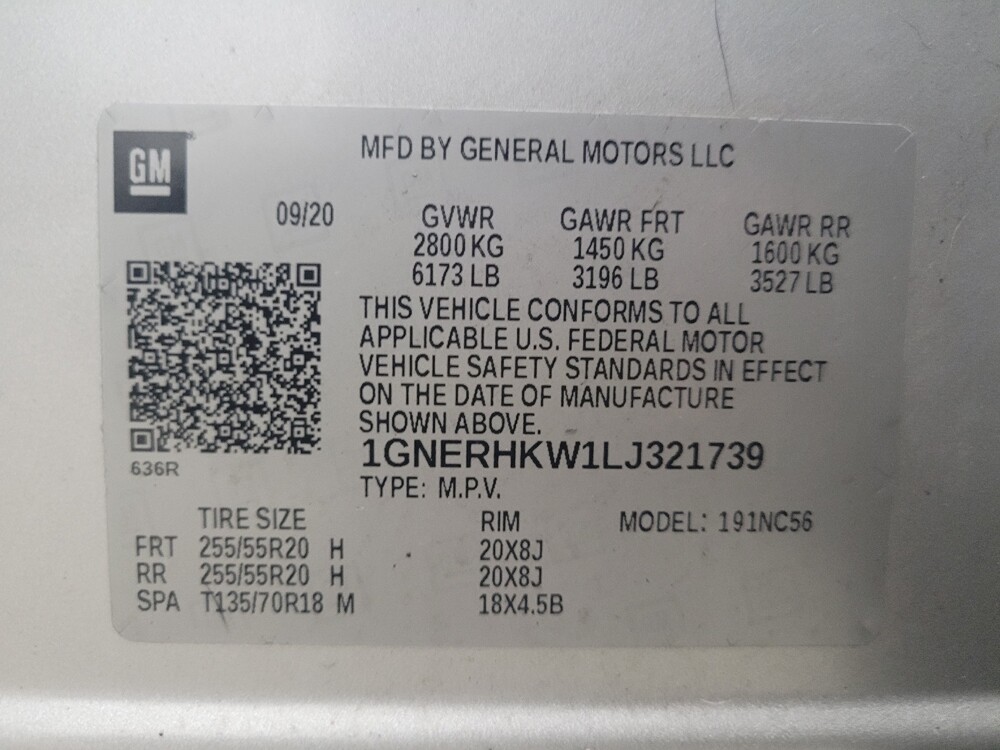 GM
MFD BY GENERAL MOTORS LLC
09/20 GVWR GAWR FRT GAWR RR
2800 KG 1450 KG 1600 KG
6173 LB 3196 LB 3527 LB
THIS VEHICLE CONFORMS TO ALL
APPLICABLE U.S. FEDERAL MOTOR
VEHICLE SAFETY STANDARDS IN EFFECT
ON THE DATE OF MANUFACTURE
SHOWN ABOVE.
1GNERHKW1LJ321739
636R
TYPE: M.P.V.
TIRE SIZE RIM MODEL: 191NC56
FRT 255/55R20 H 20X8J
RR 255/55R20 H 20X8J
SPA T135/70R18 M 18X4.5B